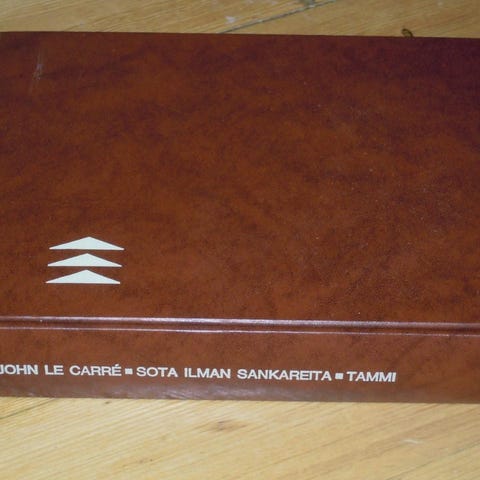 JOHN LE CARRÉ ▪ SOTA ILMAN SANKAREITA ▪ TAMMI